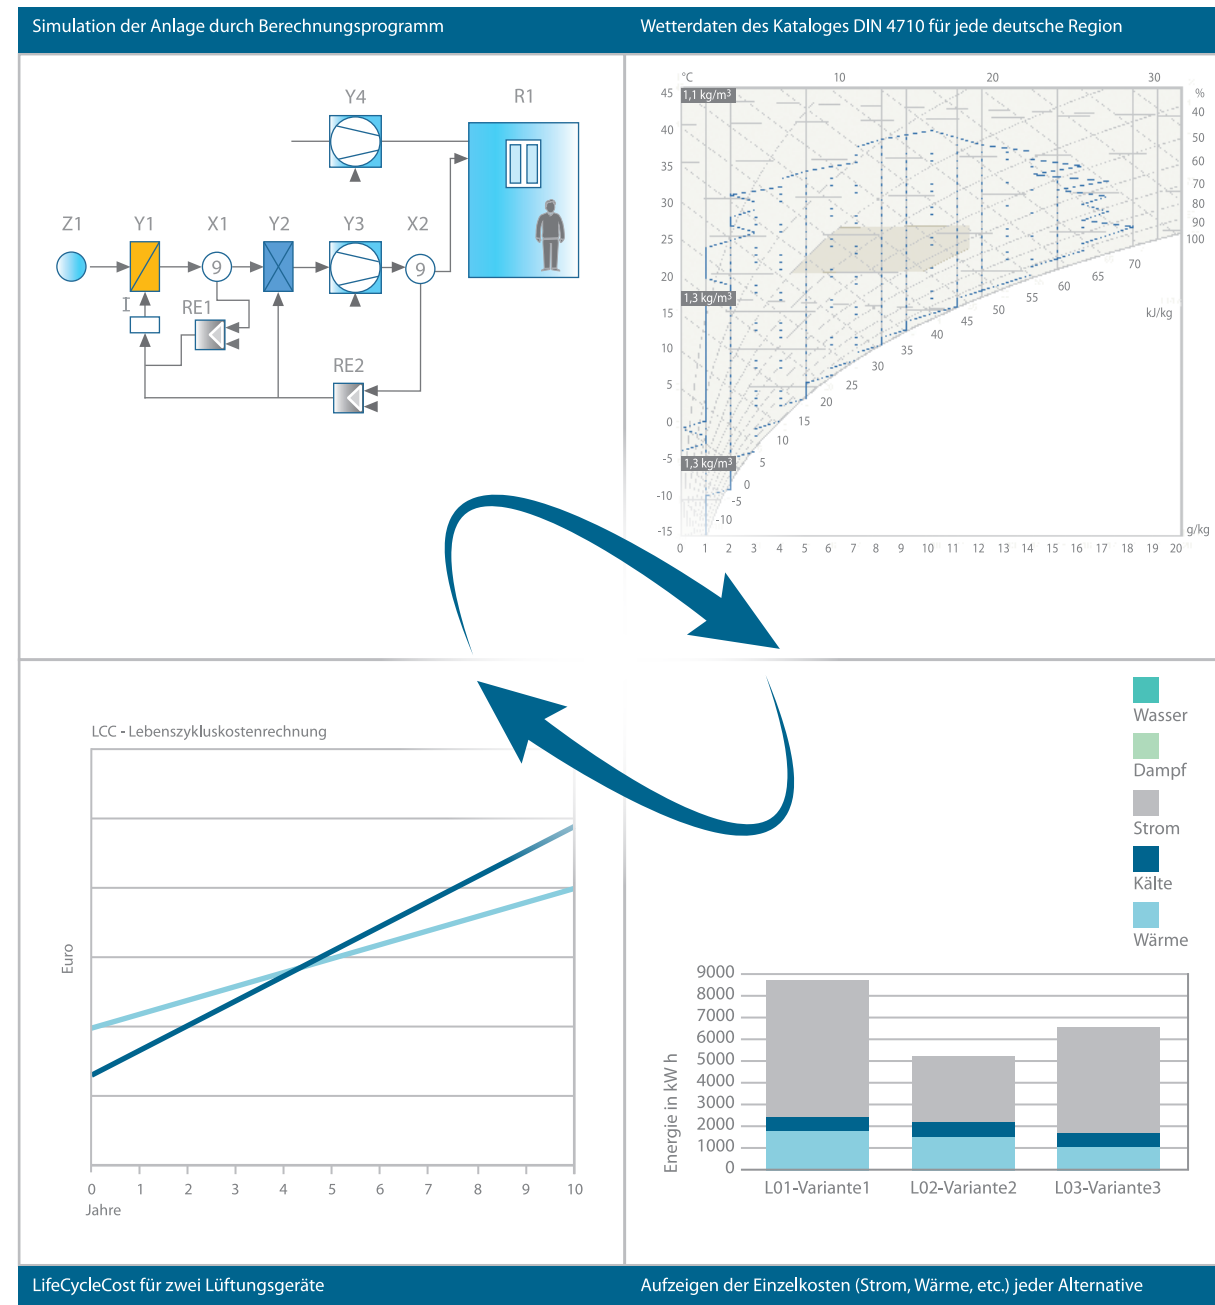 Simulation der Anlage durch Berechnungsprogramm
Wetterdaten des Kataloges DIN 4710 für jede deutsche Region
Y4
R1
Z1
Y1
X1
Y2
Y3
X2
9
9
I
RE1
RE2
°C
10
20
30
45
40
35
30
25
20
15
10
5
0
-5
-10
-15
1,1 kg/m³
1,3 kg/m³
1,3 kg/m³
%
40
50
60
70
80
90
100
70
65
60
55
50
45
40
35
30
25
20
15
10
5
0
-5
-10
kJ/kg
g/kg
0 1 2 3 4 5 6 7 8 9 10 11 12 13 14 15 16 17 18 19 20
LCC - Lebenszykluskostenrechnung
Euro
0 1 2 3 4 5 6 7 8 9 10
Jahre
Wasser
Dampf
Strom
Kälte
Wärme
Energie in kW h
9000
8000
7000
6000
5000
4000
3000
2000
1000
0
L01-Variante1 L02-Variante2 L03-Variante3
LifeCycleCost für zwei Lüftungsgeräte
Aufzeigen der Einzelkosten (Strom, Wärme, etc.) jeder Alternative